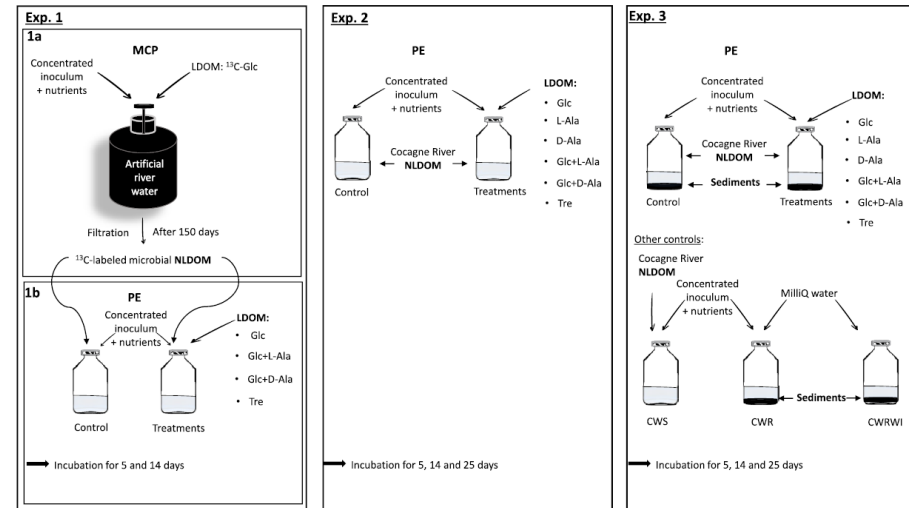 Exp. 1
1a
MCP
Concentrated
inoculum
+ nutrients
LDOM: ¹³C-Glc
Artificial
river
water
Filtration
After 150 days
¹³C-labeled microbial NLDOM
1b
PE
Concentrated
inoculum
+ nutrients
LDOM:
• Glc
• Glc+L-Ala
• Glc+D-Ala
• Tre
Control
Treatments
Incubation for 5 and 14 days
Exp. 2
PE
Concentrated
inoculum
+ nutrients
LDOM:
• Glc
• L-Ala
• D-Ala
• Glc+L-Ala
• Glc+D-Ala
• Tre
Cocagne River
NLDOM
Control
Treatments
Incubation for 5, 14 and 25 days
Exp. 3
PE
Concentrated
inoculum
+ nutrients
LDOM:
• Glc
• L-Ala
• D-Ala
• Glc+L-Ala
• Glc+D-Ala
• Tre
Cocagne River
NLDOM
Sediments
Control
Treatments
Other controls:
Cocagne River
NLDOM
Concentrated
inoculum
+ nutrients
MilliQ water
Sediments
CWS
CWR
CWRWI
Incubation for 5, 14 and 25 days